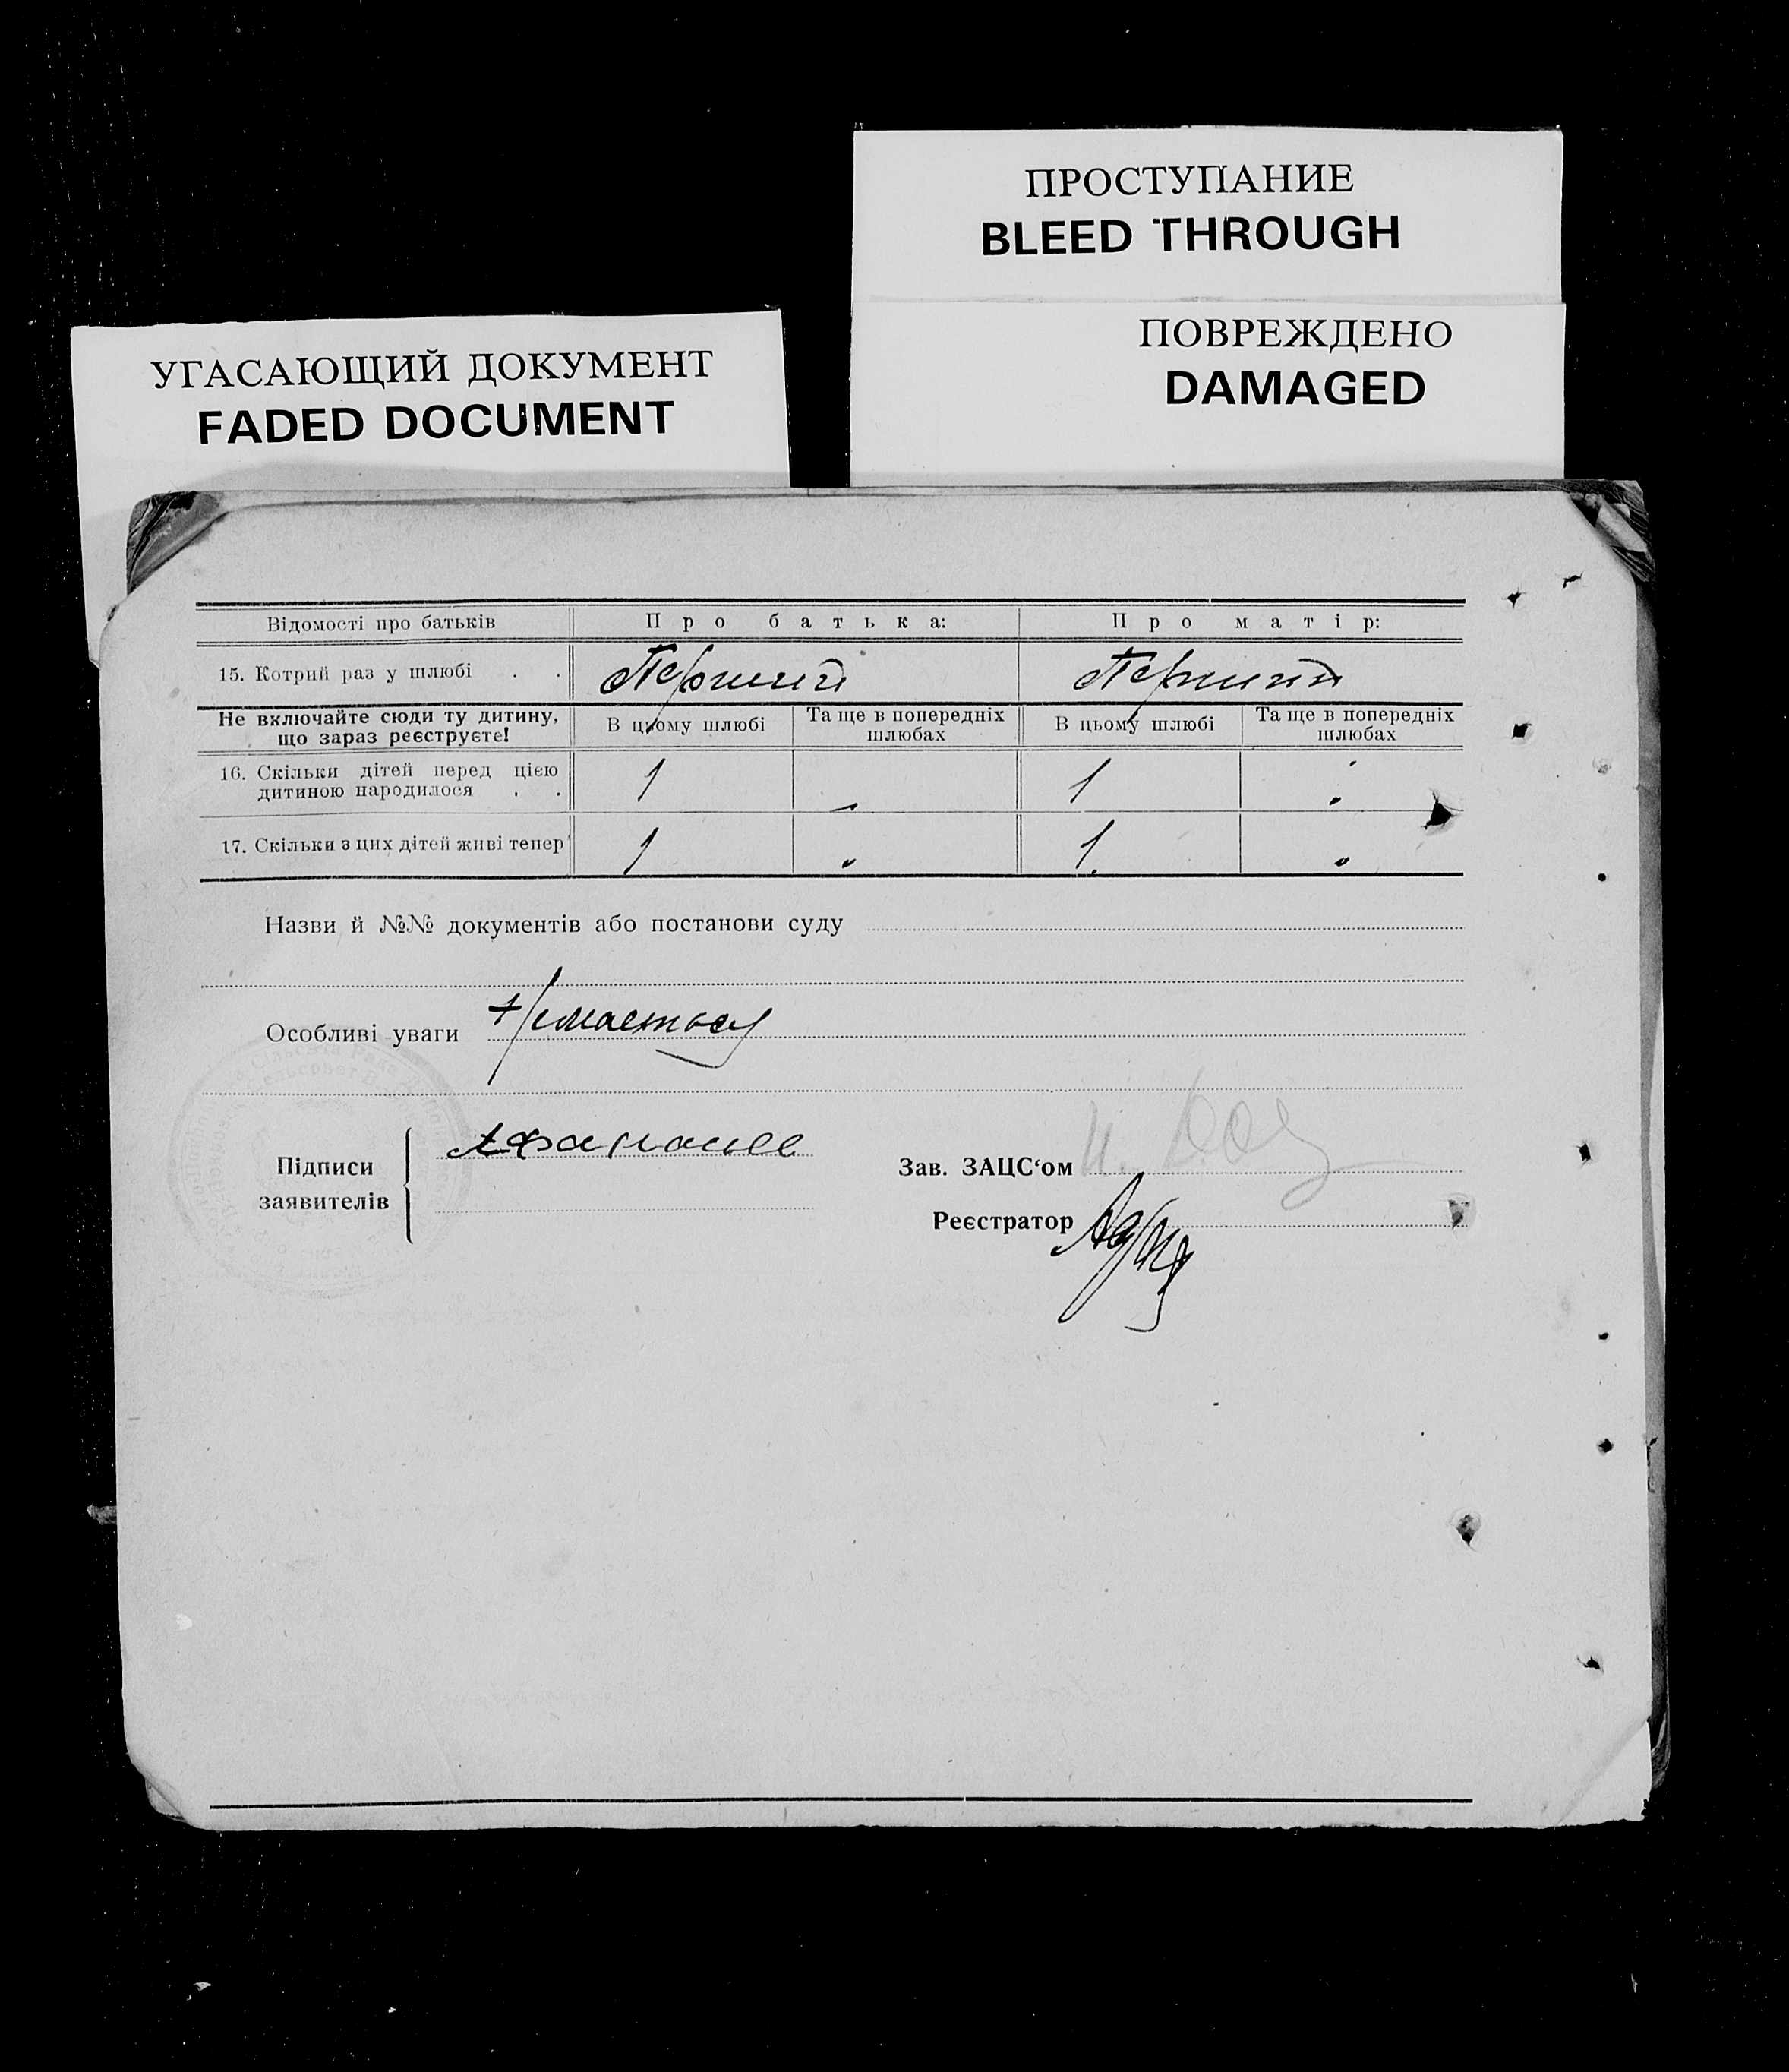 ПРОСТУПАНИЕ
BLEED THROUGH
ПОВРЕЖДЕНО
DAMAGED
УГАСАЮЩИЙ ДОКУМЕНТ
FADED DOCUMENT
Відомості про батьків Про батька: Про матір:
15. Котрий раз у шлюбі . . Перший Перший
Не включайте сюди ту дитину, що зараз реєструєте! В цьому шлюбі Та ще в попередніх шлюбах В цьому шлюбі Та ще в попередніх шлюбах
16. Скільки дітей перед цією дитиною народилося . . 1 1
17. Скільки з цих дітей живі тепер 1 1.
Назви й №№ документів або постанови суду
Особливі уваги
Підписи заявителів
Зав. ЗАЦС‘ом
Реєстратор